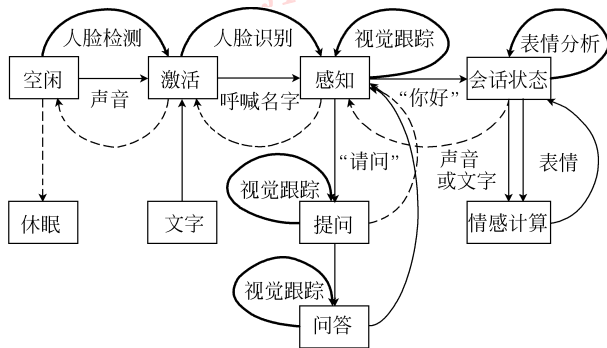 人脸检测
人脸识别
视觉跟踪
表情分析
空闲
激活
感知
会话状态
声音
呼喊名字
“你好”
“请问”
声音
或文字
表情
视觉跟踪
休眠
文字
提问
情感计算
视觉跟踪
问答